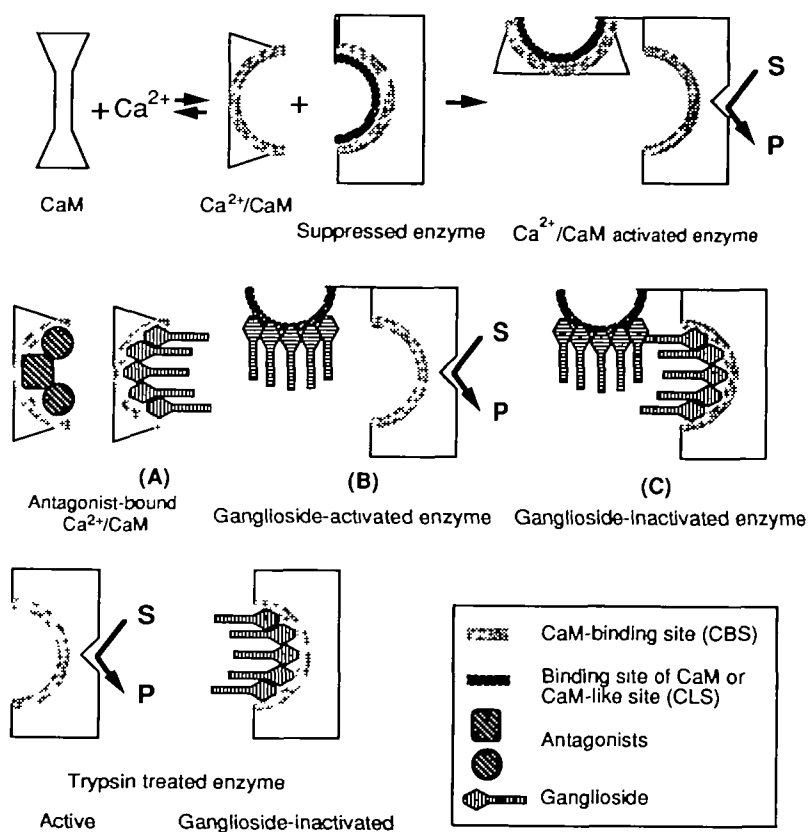 S
+ Ca2+
+
P
CaM
Ca2+/CaM
Suppressed enzyme
Ca2+/CaM activated enzyme
S
P
(A)
(B)
(C)
Antagonist-bound
Ca2+/CaM
Ganglioside-activated enzyme
Ganglioside-inactivated enzyme
S
P
Trypsin treated enzyme
Active
Ganglioside-inactivated
CaM-binding site (CBS)
Binding site of CaM or
CaM-like site (CLS)
Antagonists
Ganglioside